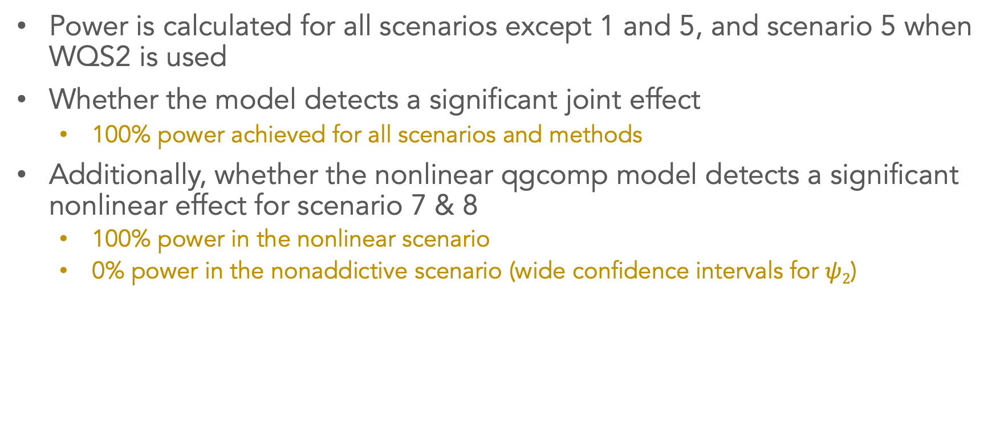 • Power is calculated for all scenarios except 1 and 5, and scenario 5 when
WQS2 is used
• Whether the model detects a significant joint effect
• 100% power achieved for all scenarios and methods
• Additionally, whether the nonlinear qgcomp model detects a significant
nonlinear effect for scenario 7 & 8
• 100% power in the nonlinear scenario
• 0% power in the nonaddictive scenario (wide confidence intervals for ψ₂)